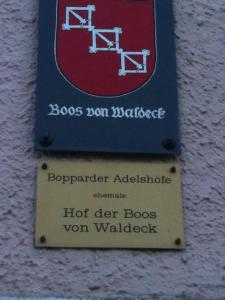 Boos von Waldeck
Bopparder Adelshöfe
ehemals
Hof der Boos
von Waldeck